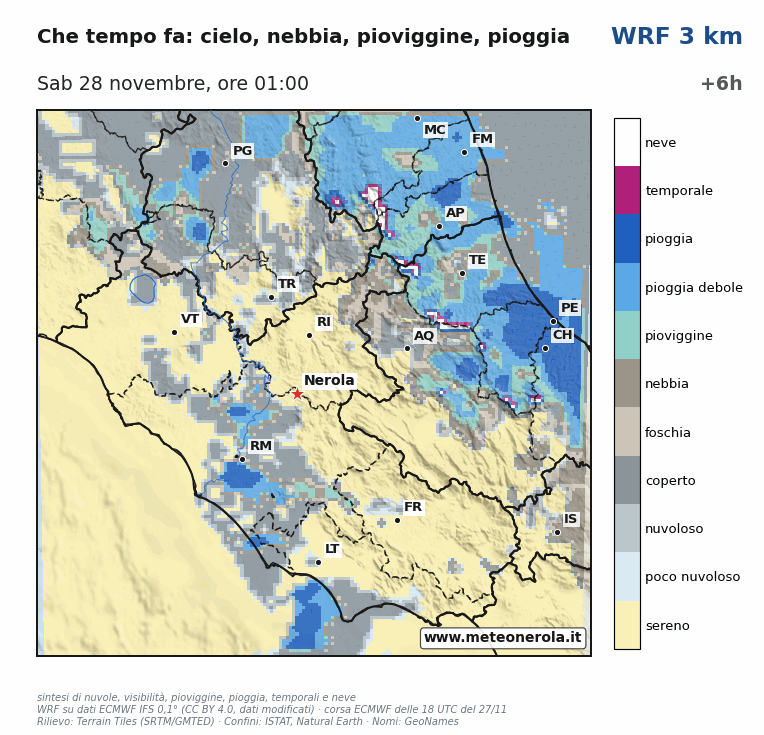 Che tempo fa: cielo, nebbia, pioviggine, pioggia
WRF 3 km
Sab 28 novembre, ore 01:00
+6h
MC
FM
PG
AP
TE
TR
PE
VT
RI
CH
AQ
Nerola
RM
FR
IS
LT
www.meteonerola.it
neve
temporale
pioggia
pioggia debole
pioviggine
nebbia
foschia
coperto
nuvoloso
poco nuvoloso
sereno
sintesi di nuvole, visibilità, pioviggine, pioggia, temporali e neve
WRF su dati ECMWF IFS 0,1° (CC BY 4.0, dati modificati) · corsa ECMWF delle 18 UTC del 27/11
Rilievo: Terrain Tiles (SRTM/GMTED) · Confini: ISTAT, Natural Earth · Nomi: GeoNames